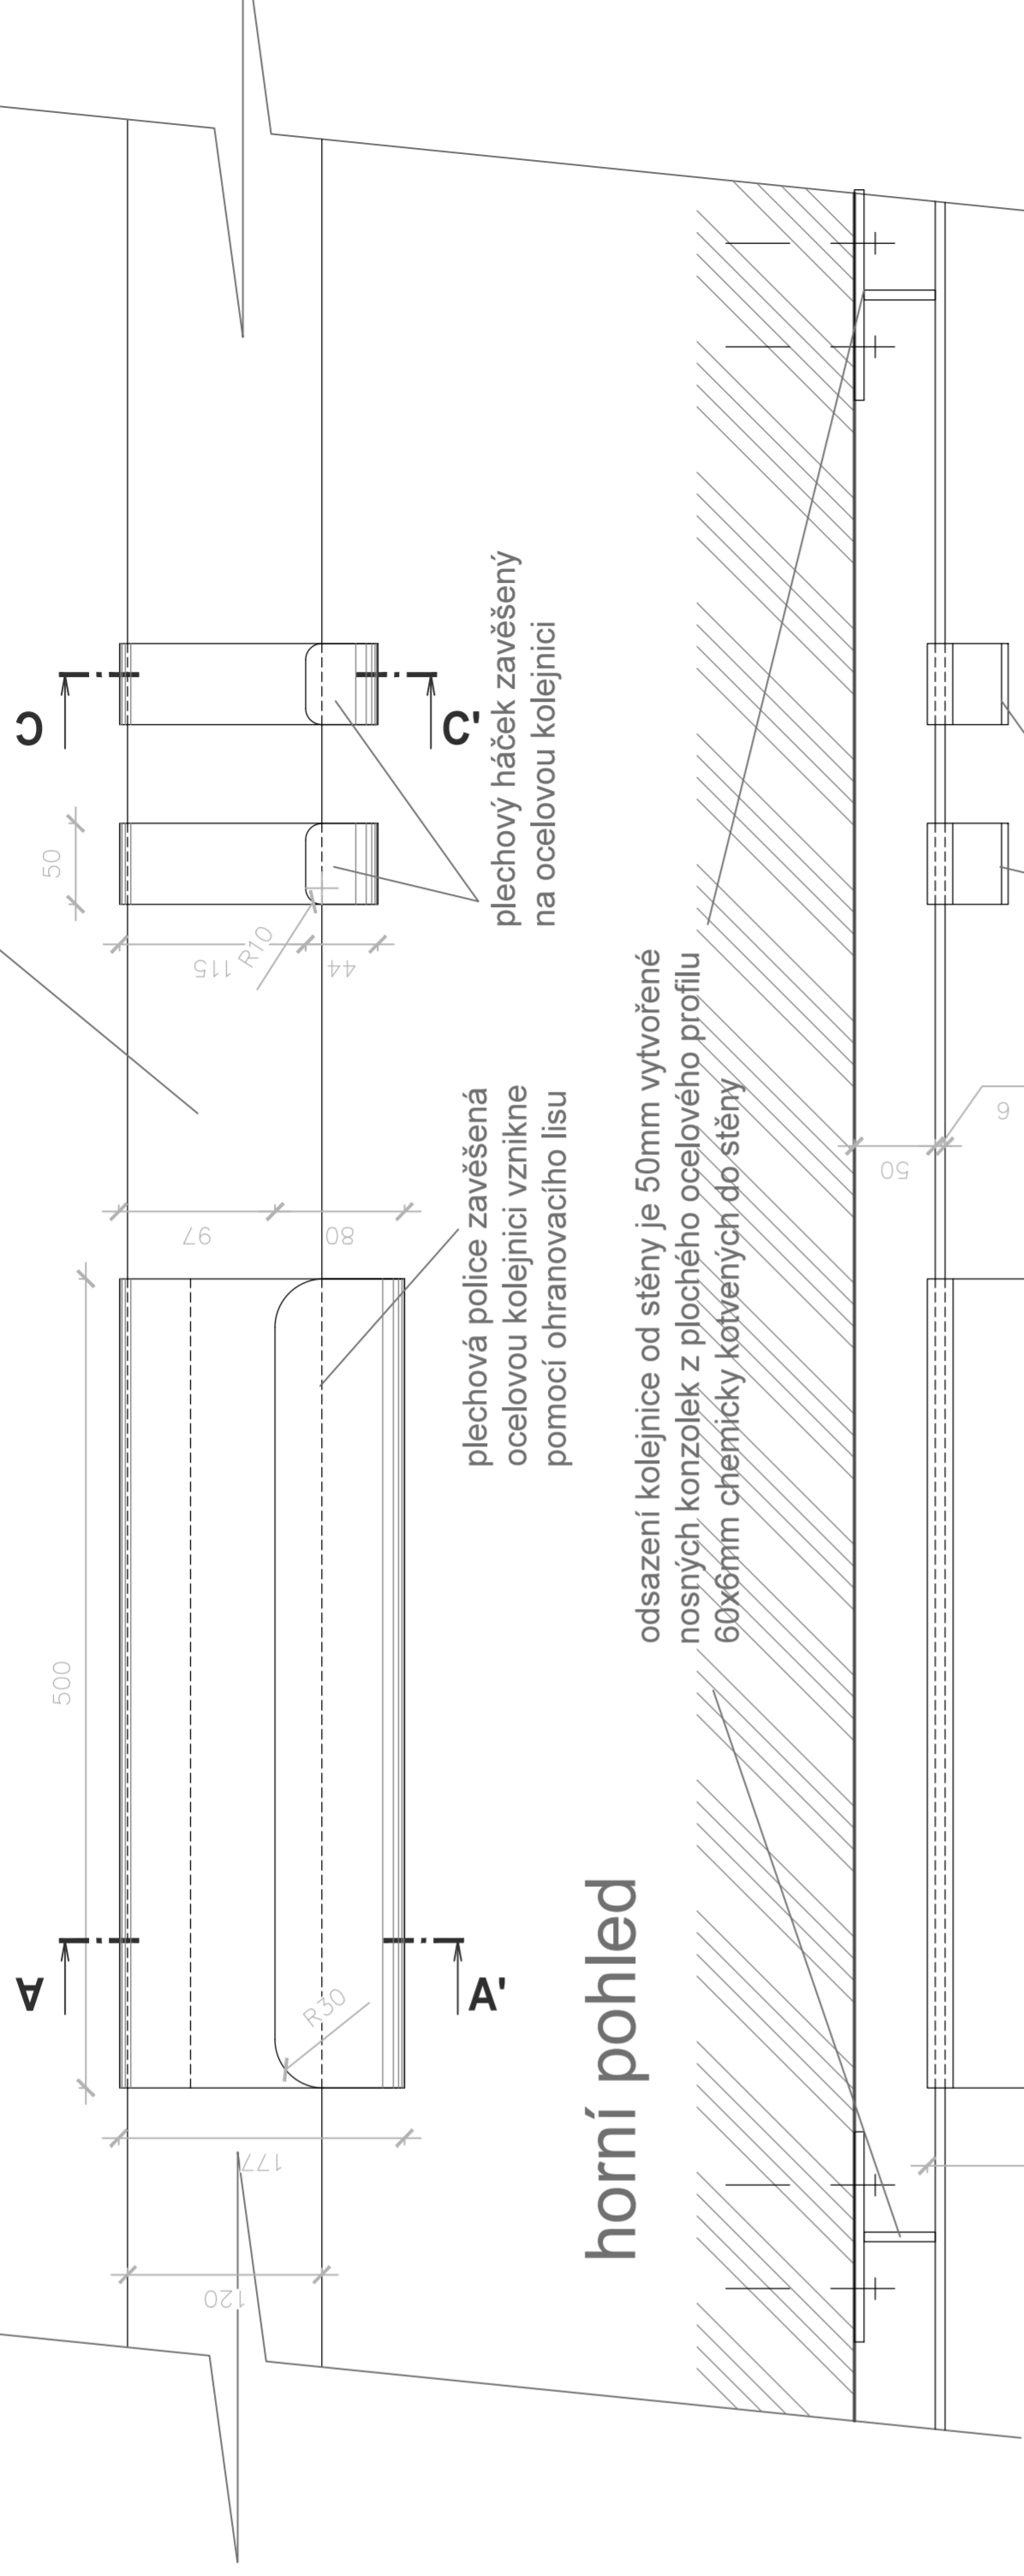 A
C
500
50
120
177
97
115
R10
R30
80
44
A'
C'
plechová police zavěšená
ocelovou kolejnici vznikne
pomocí ohranovacího lisu
plechový háček zavěšený
na ocelovou kolejnici
horní pohled
odsazení kolejnice od stěny je 50mm vytvořené
nosných konzolek z plochého ocelového profilu
60x6mm chemicky kotvených do stěny
50
6